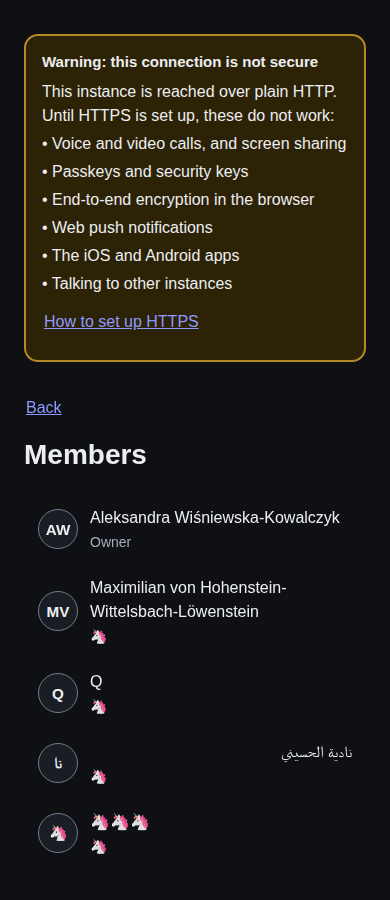 Warning: this connection is not secure
This instance is reached over plain HTTP.
Until HTTPS is set up, these do not work:
• Voice and video calls, and screen sharing
• Passkeys and security keys
• End-to-end encryption in the browser
• Web push notifications
• The iOS and Android apps
• Talking to other instances
How to set up HTTPS
Back
Members
AW
Aleksandra Wiśniewska-Kowalczyk
Owner
MV
Maximilian von Hohenstein-
Wittelsbach-Löwenstein
🦄
Q
Q
🦄
نا
نادية الحسيني
🦄
🦄
🦄🦄🦄
🦄